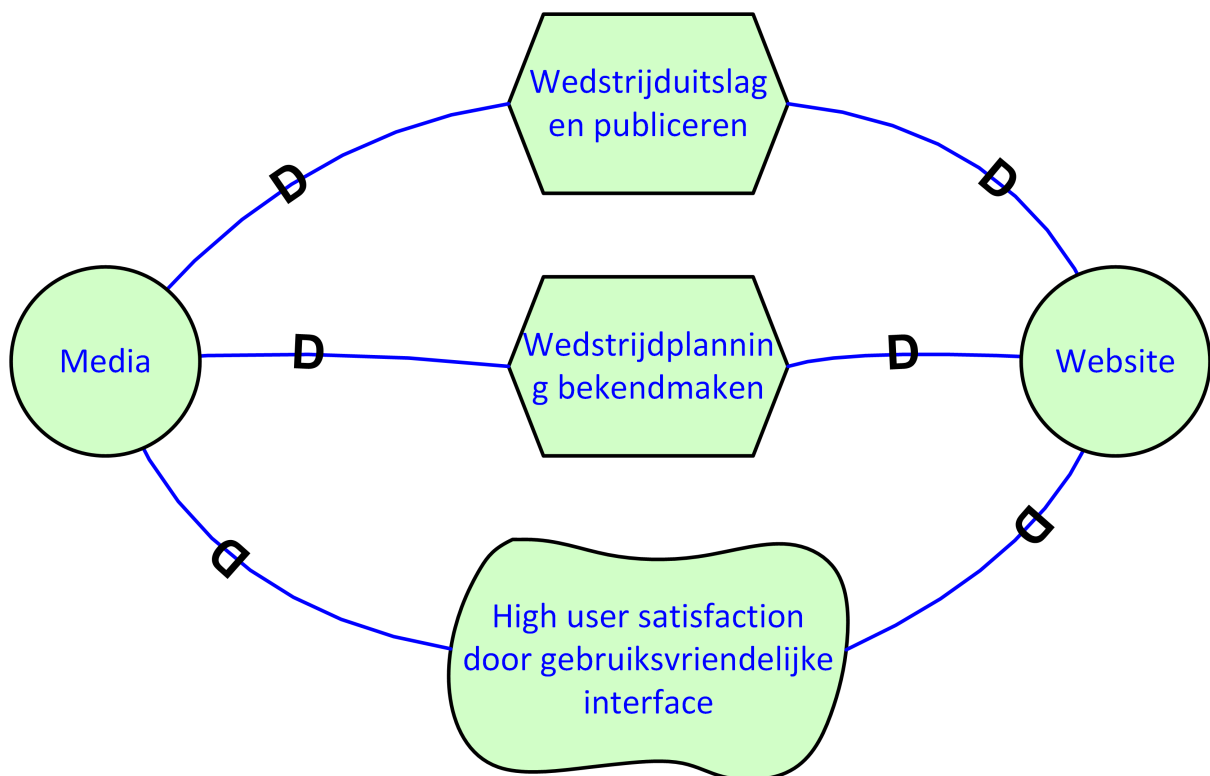 Wedstrijduitslag
en publiceren
D
D
Media
D
Wedstrijdplannin
g bekendmaken
D
Website
D
D
High user satisfaction
door gebruiksvriendelijke
interface